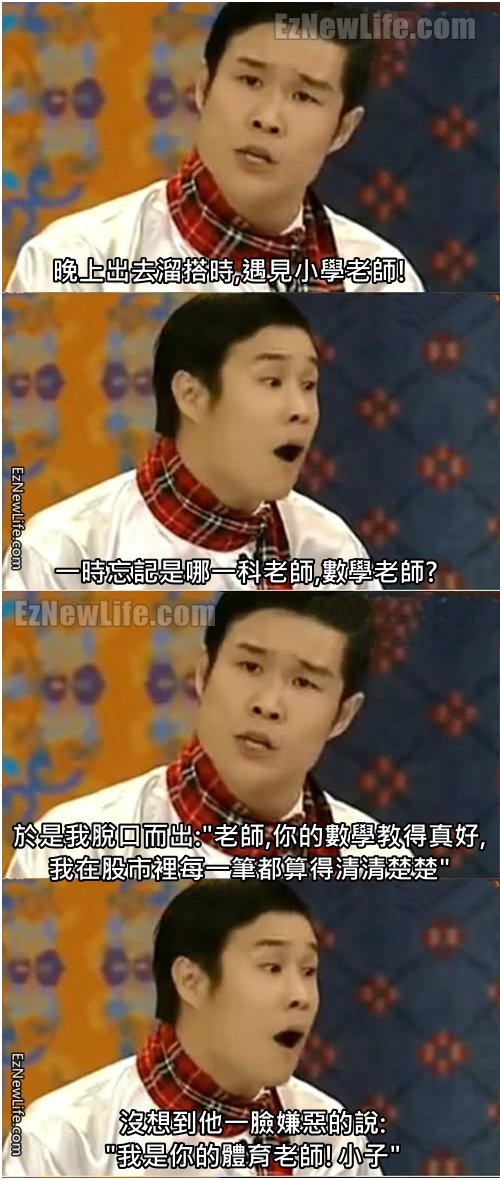 EzNewLife.com
晚上出去溜搭時,遇見小學老師!
EzNewLife.com
一時忘記是哪一科老師,數學老師?
EzNewLife.com
於是我脫口而出:"老師,你的數學教得真好,
我在股市裡每一筆都算得清清楚楚"
EzNewLife.com
沒想到他一臉嫌惡的說:
"我是你的體育老師! 小子"